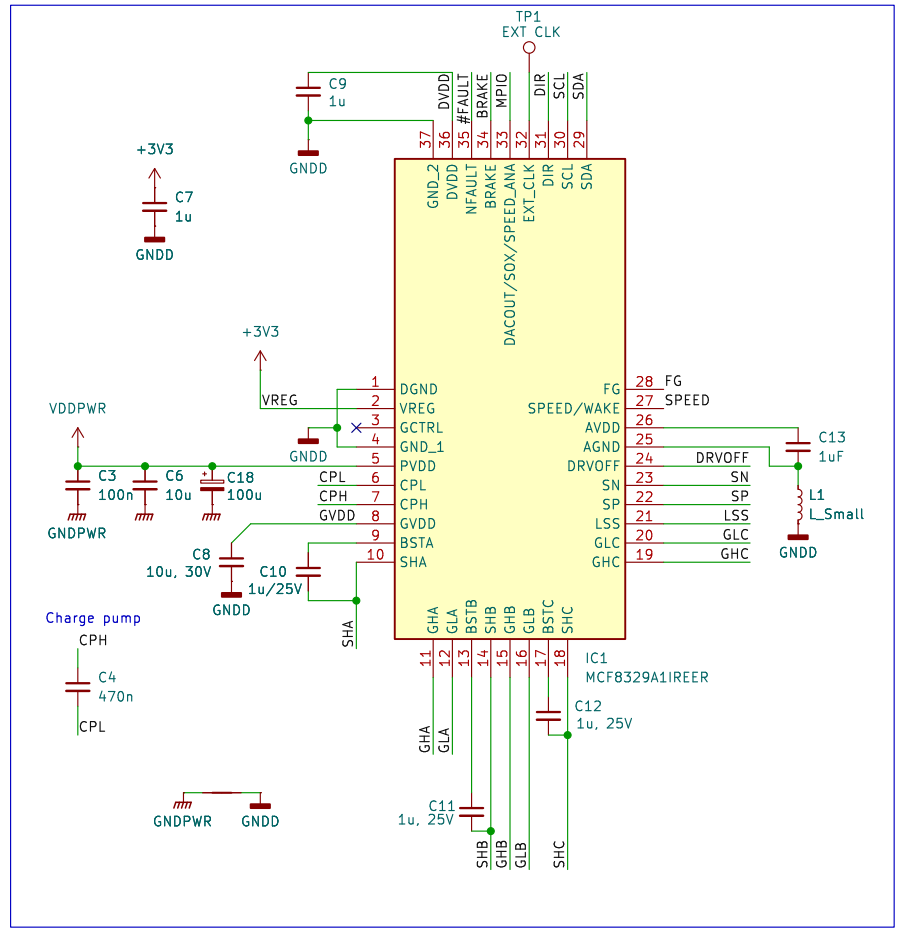 TP1
EXT CLK
C9
1u
DVDD
#FAULT
BRAKE
MPIO
DIR
SCL
SDA
37
36
35
34
33
32
31
30
29
GNDD
+3V3
C7
1u
GNDD
GND_2
DVDD
NFAULT
BRAKE
DACOUT/SOX/SPEED_ANA
EXT_CLK
DIR
SCL
SDA
+3V3
VREG
GNDD
1 DGND
2 VREG
3 GCTRL
4 GND_1
5 PVDD
6 CPL
7 CPH
8 GVDD
9 BSTA
10 SHA
FG 28 FG
SPEED/WAKE 27 SPEED
AVDD 26
AGND 25
DRVOFF 24 DRVOFF
SN 23 SN
SP 22 SP
LSS 21 LSS
GLC 20 GLC
GHC 19 GHC
C13
1uF
L1
L_Small
GNDD
VDDPWR
C3
100n
C6
10u
C18
100u
+
GNDPWR
CPL
CPH
GVDD
C8
10u, 30V
GNDD
C10
1u/25V
SHA
Charge pump
CPH
C4
470n
CPL
GHA
GLA
BSTB
SHB
GHB
GLB
BSTC
SHC
11
12
13
14
15
16
17
18
IC1
MCF8329A1IREER
C12
1u, 25V
GHA
GLA
C11
1u, 25V
SHB
GHB
GLB
SHC
GNDPWR
GNDD